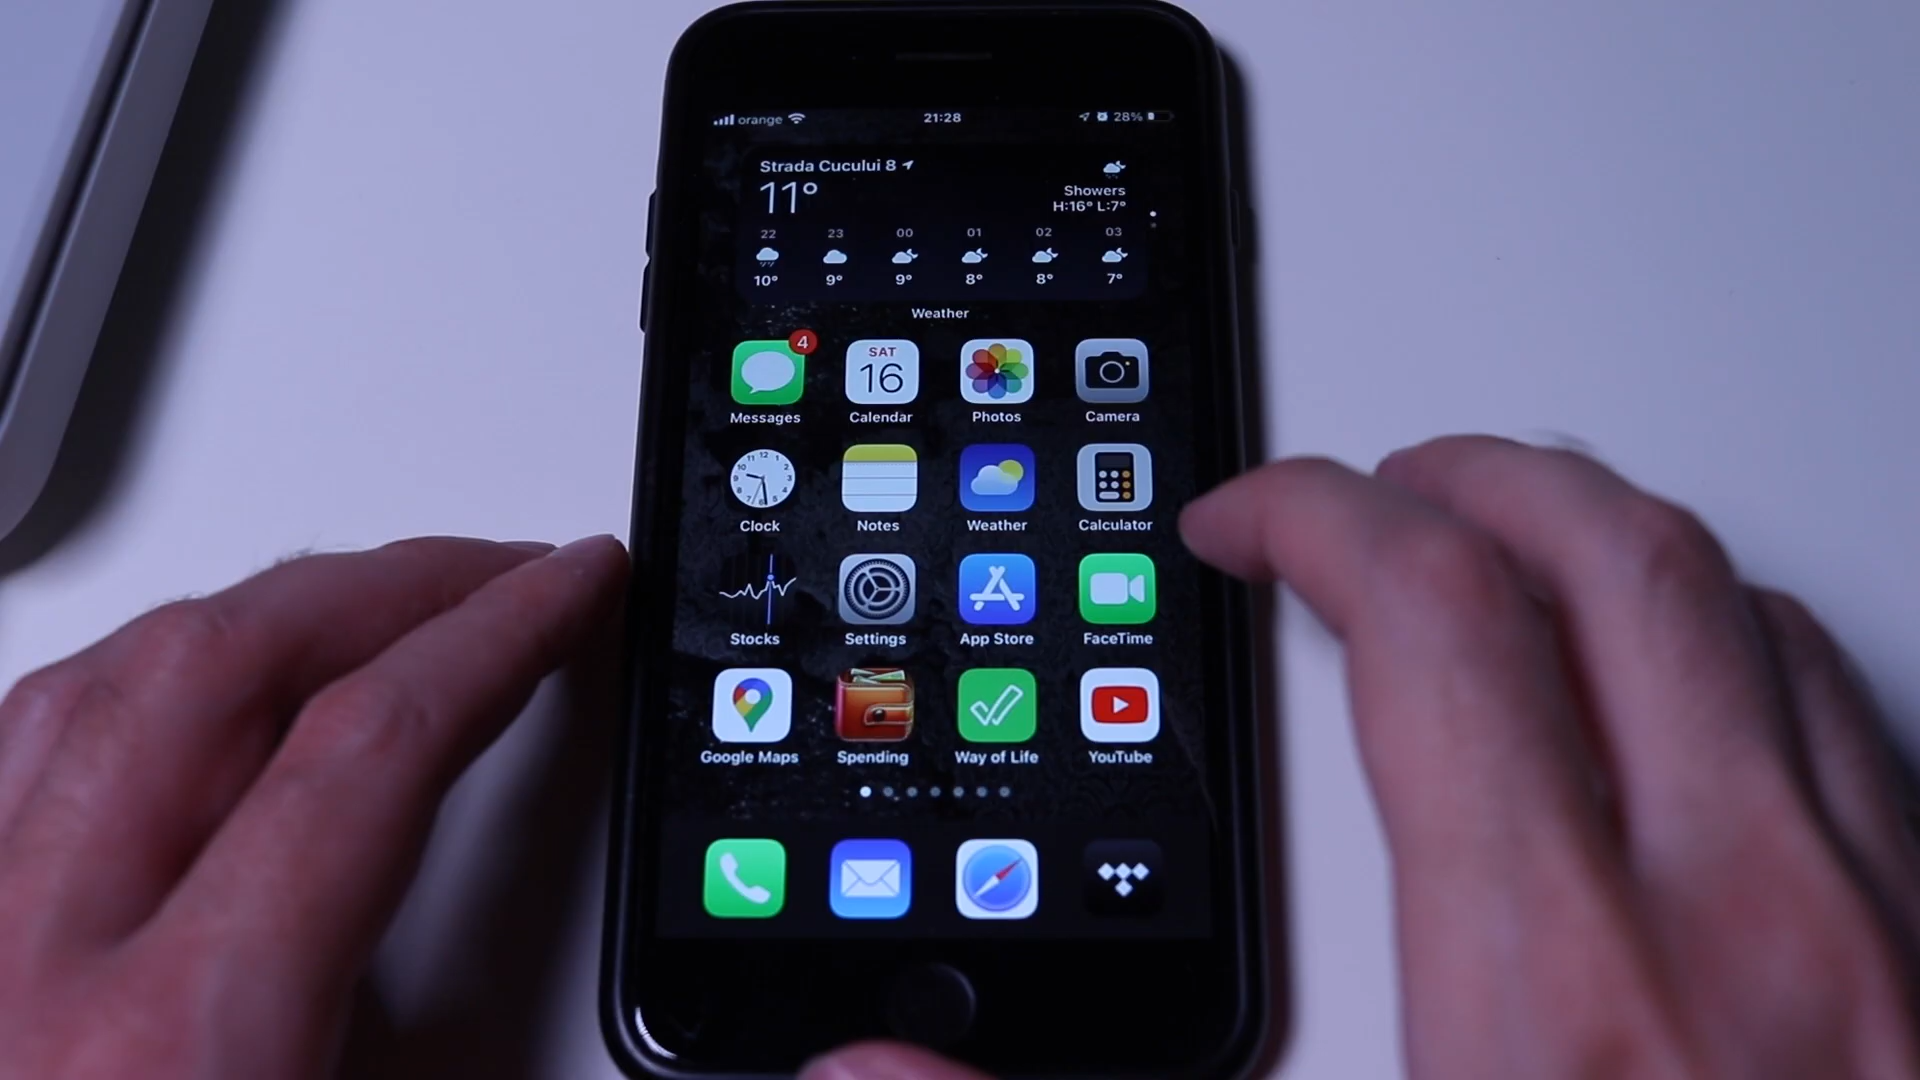 orange 21:28 28%
Strada Cucului 8
11°
Showers
H:16° L:7°
22 23 00 01 02 03
10° 9° 9° 8° 8° 7°
Weather
4
SAT
16
Messages Calendar Photos Camera
Clock Notes Weather Calculator
Stocks Settings App Store FaceTime
Google Maps Spending Way of Life YouTube